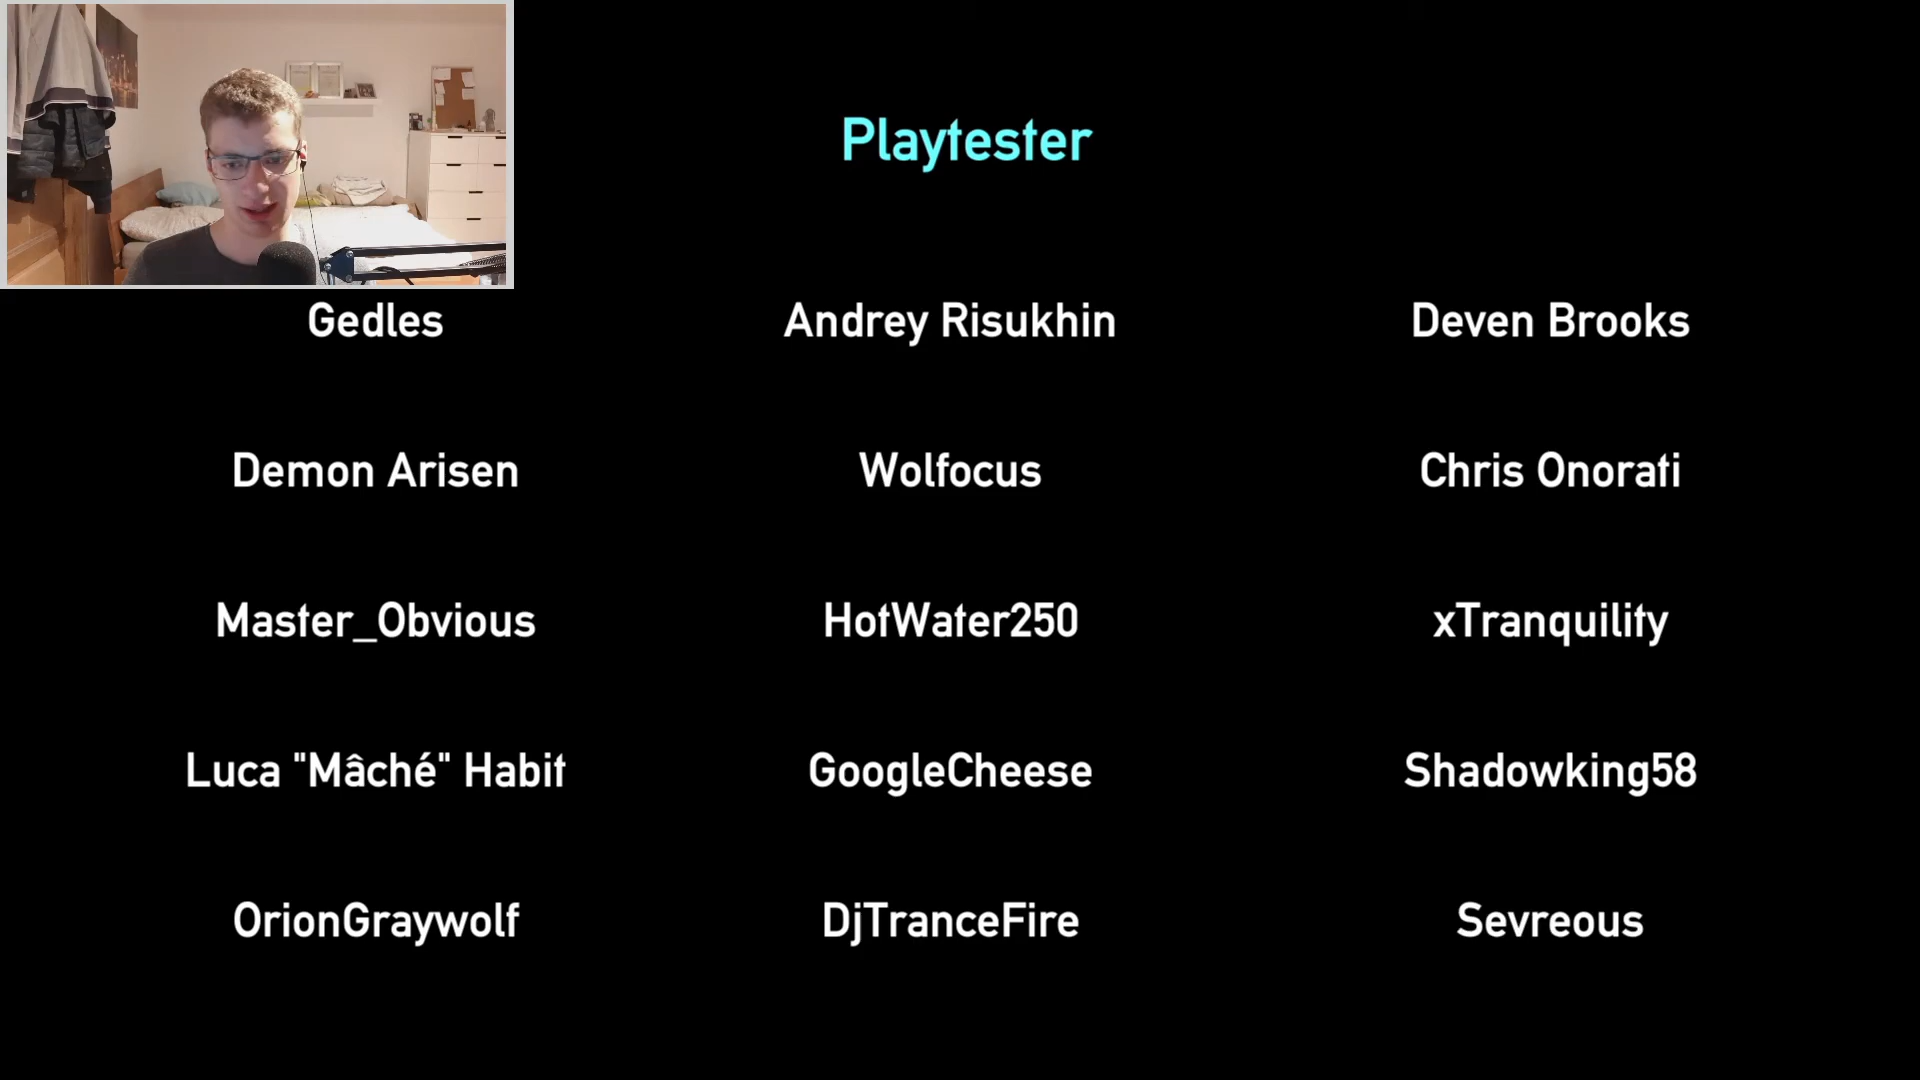 Playtester
Gedles Andrey Risukhin Deven Brooks
Demon Arisen Wolfocus Chris Onorati
Master_Obvious HotWater250 xTranquility
Luca "Mâché" Habit GoogleCheese Shadowking58
OrionGraywolf DjTranceFire Sevreous